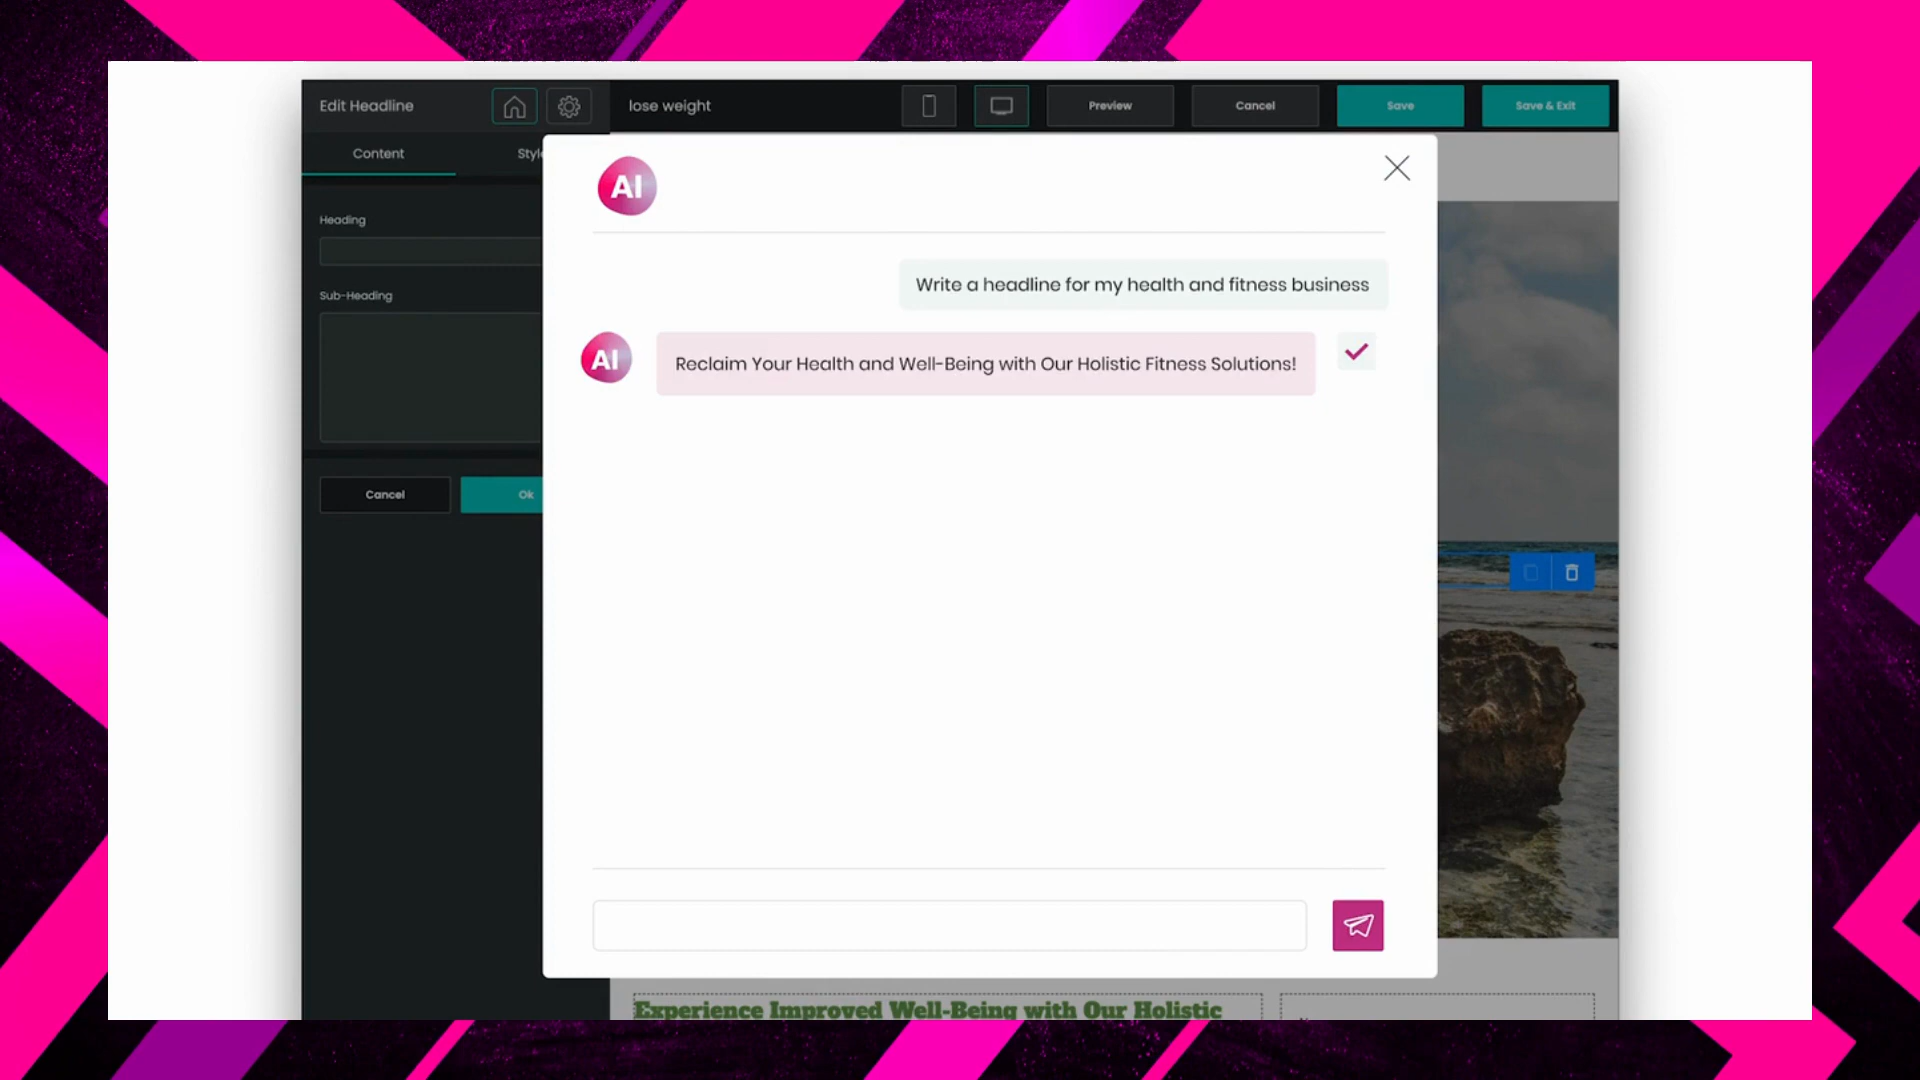 Edit Headline
lose weight
Preview
Cancel
Save
Save & Exit
Content
AI
Heading
Write a headline for my health and fitness business
Sub-Heading
AI
Reclaim Your Health and Well-Being with Our Holistic Fitness Solutions!
Cancel
Ok
Experience Improved Well-Being with Our Holistic